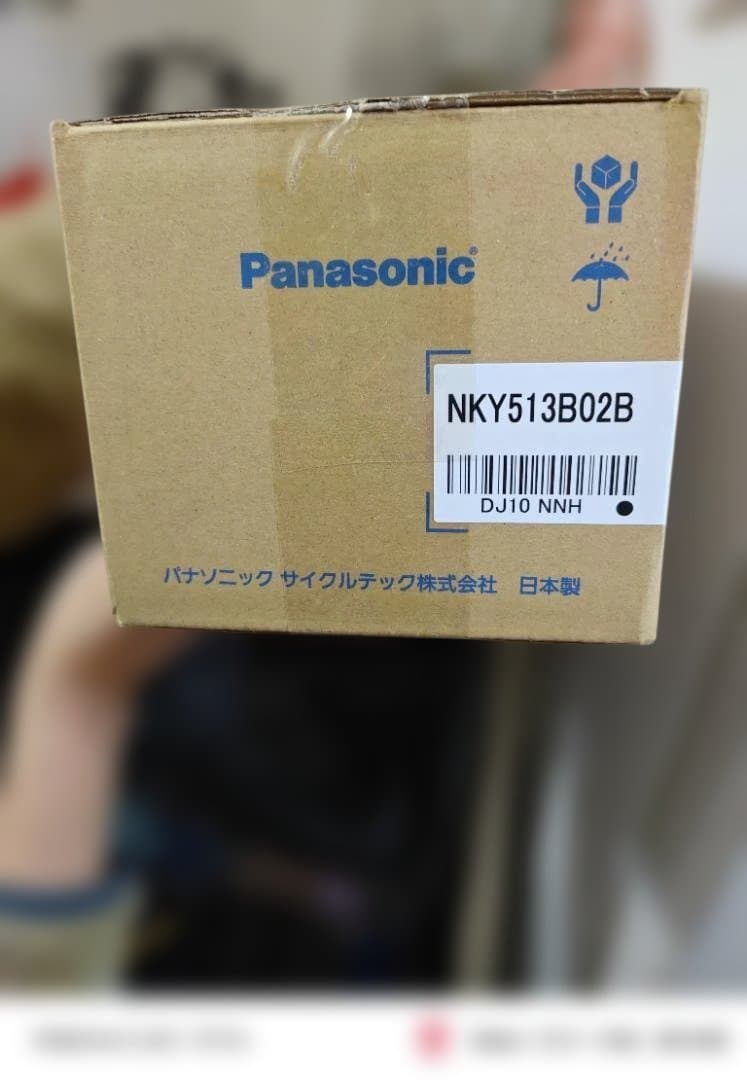 Panasonic®
NKY513B02B
DJ10 NNH
パナソニック サイクルテック株式会社 日本製